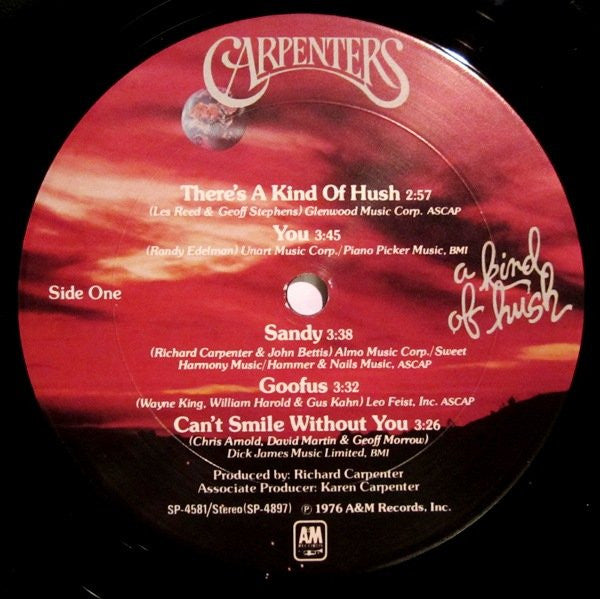 CARPENTERS
There's A Kind Of Hush 2:57
(Les Reed & Geoff Stephens) Glenwood Music Corp. ASCAP
You 3:45
(Randy Edelman) Unart Music Corp./Piano Picker Music, BMI
a kind
of hush
Side One
Sandy 3:38
(Richard Carpenter & John Bettis) Almo Music Corp./Sweet
Harmony Music/Hammer & Nails Music, ASCAP
Goofus 3:32
(Wayne King, William Harold & Gus Kahn) Leo Feist, Inc. ASCAP
Can't Smile Without You 3:26
(Chris Arnold, David Martin & Geoff Morrow)
Dick James Music Limited, BMI
Produced by: Richard Carpenter
Associate Producer: Karen Carpenter
SP-4581/Stereo (SP-4897) ℗ 1976 A&M Records, Inc.
A&M
RECORDS